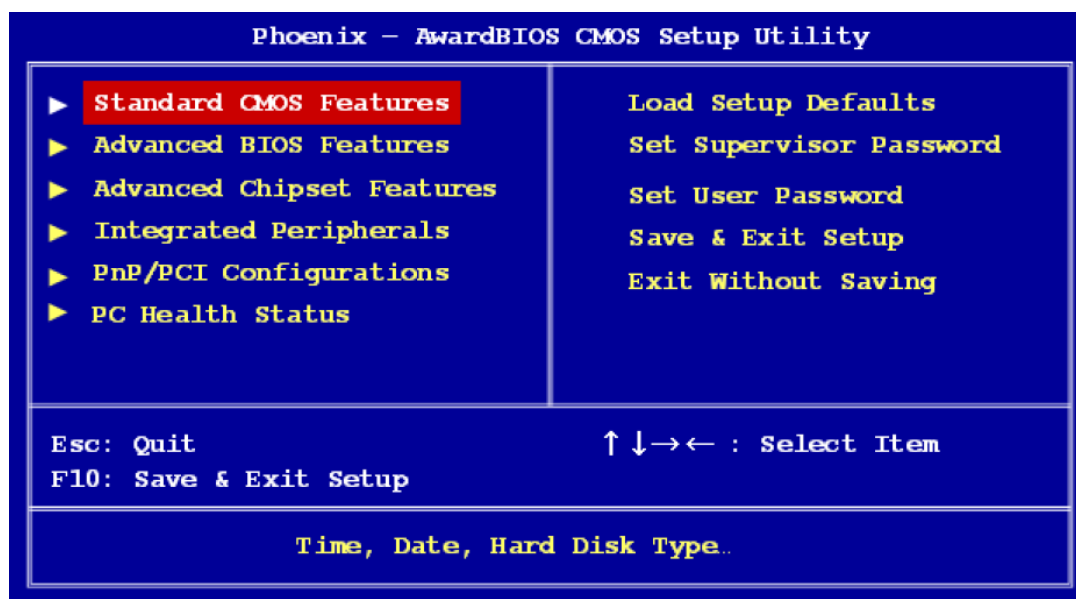 Phoenix – AwardBIOS CMOS Setup Utility
Standard CMOS Features
Advanced BIOS Features
Advanced Chipset Features
Integrated Peripherals
PnP/PCI Configurations
PC Health Status
Load Setup Defaults
Set Supervisor Password
Set User Password
Save & Exit Setup
Exit Without Saving
Esc: Quit
F10: Save & Exit Setup
↑↓→← : Select Item
Time, Date, Hard Disk Type…